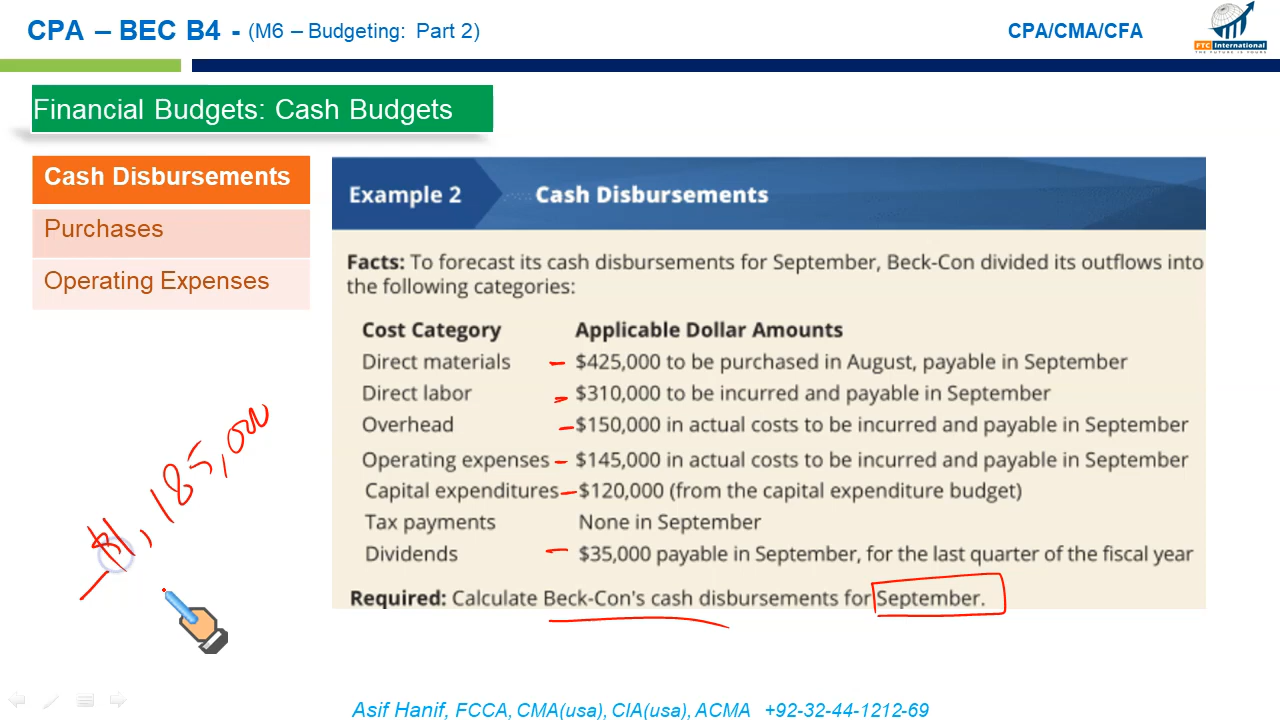 CPA – BEC B4 - (M6 – Budgeting: Part 2)
CPA/CMA/CFA
FTC International
THE FUTURE IS YOURS
Financial Budgets: Cash Budgets
Cash Disbursements
Purchases
Operating Expenses
Example 2 Cash Disbursements
Facts: To forecast its cash disbursements for September, Beck-Con divided its outflows into
the following categories:
Cost Category Applicable Dollar Amounts
Direct materials $425,000 to be purchased in August, payable in September
Direct labor $310,000 to be incurred and payable in September
Overhead $150,000 in actual costs to be incurred and payable in September
Operating expenses $145,000 in actual costs to be incurred and payable in September
Capital expenditures $120,000 (from the capital expenditure budget)
Tax payments None in September
Dividends $35,000 payable in September, for the last quarter of the fiscal year
Required: Calculate Beck-Con's cash disbursements for September.
$1,185,000
Asif Hanif, FCCA, CMA(usa), CIA(usa), ACMA +92-32-44-1212-69